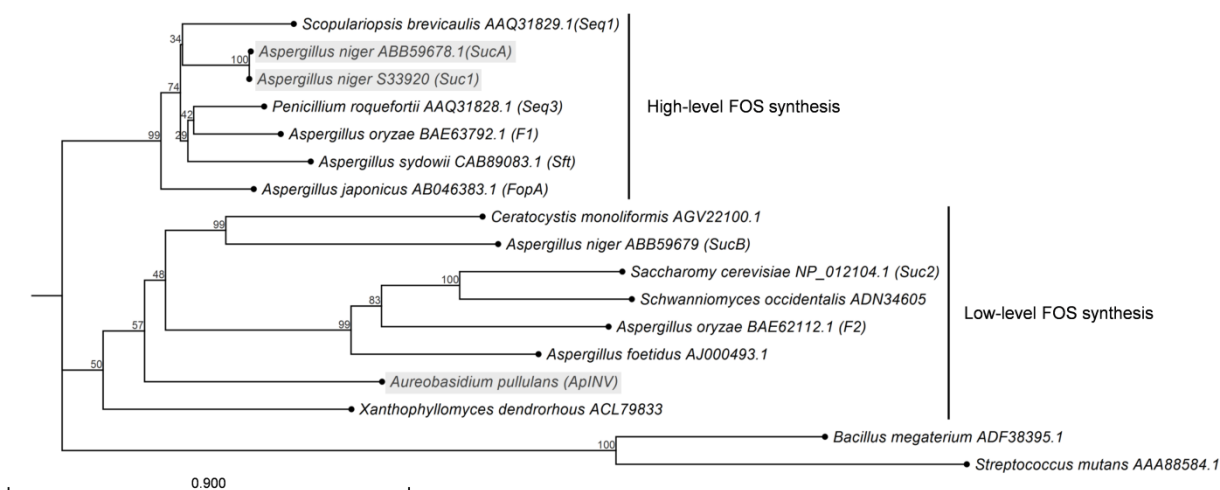 Scopulariopsis brevicaulis AAQ31829.1(Seq1)
34
Aspergillus niger ABB59678.1(SucA)
100
Aspergillus niger S33920 (Suc1)
74
Penicillium roquefortii AAQ31828.1 (Seq3)
High-level FOS synthesis
42
99
29
Aspergillus oryzae BAE63792.1 (F1)
Aspergillus sydowii CAB89083.1 (Sft)
Aspergillus japonicus AB046383.1 (FopA)
Ceratocystis monoliformis AGV22100.1
99
Aspergillus niger ABB59679 (SucB)
48
Saccharomy cerevisiae NP_012104.1 (Suc2)
100
Schwanniomyces occidentalis ADN34605
83
Low-level FOS synthesis
57
99
Aspergillus oryzae BAE62112.1 (F2)
Aspergillus foetidus AJ000493.1
50
Aureobasidium pullulans (ApINV)
Xanthophyllomyces dendrorhous ACL79833
Bacillus megaterium ADF38395.1
100
Streptococcus mutans AAA88584.1
0.900